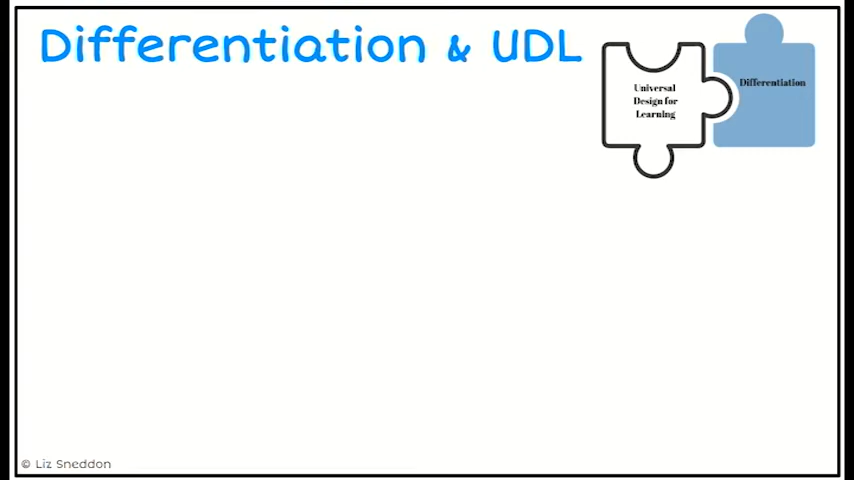 Differentiation & UDL
Universal
Design for
Learning
Differentiation
© Liz Sneddon